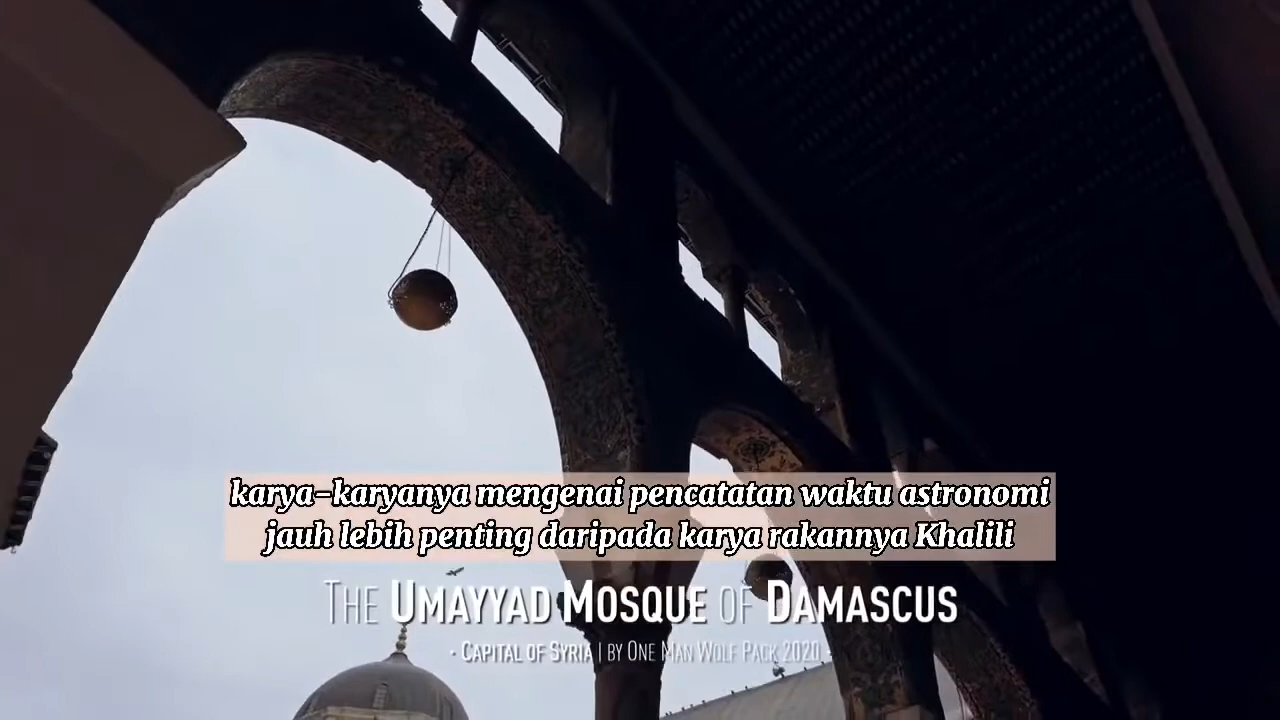 karya-karyanya mengenai pencatatan waktu astronomi
jauh lebih penting daripada karya rakannya Khalili
THE UMAYYAD MOSQUE OF DAMASCUS
· CAPITAL OF SYRIA | BY ONE MAN WOLF PACK 2020 ·